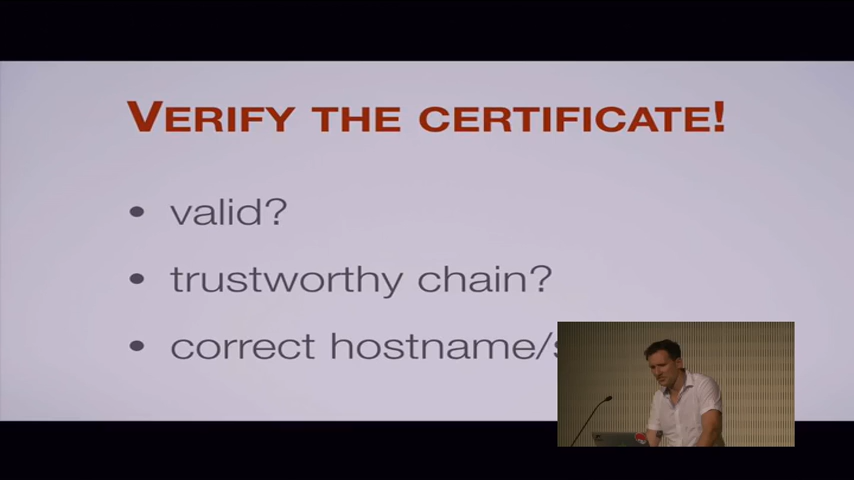 VERIFY THE CERTIFICATE!
• valid?
• trustworthy chain?
• correct hostname/